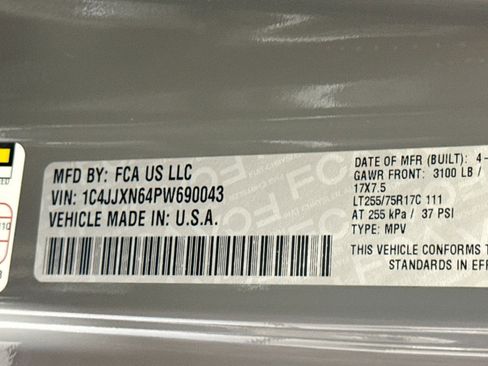 MFD BY: FCA US LLC
VIN: 1C4JJXN64PW690043
VEHICLE MADE IN: U.S.A.
DATE OF MFR (BUILT): 4-
GAWR FRONT: 3100 LB /
17X7.5
LT255/75R17C 111
AT 255 kPa / 37 PSI
TYPE: MPV
THIS VEHICLE CONFORMS T
STANDARDS IN EFF